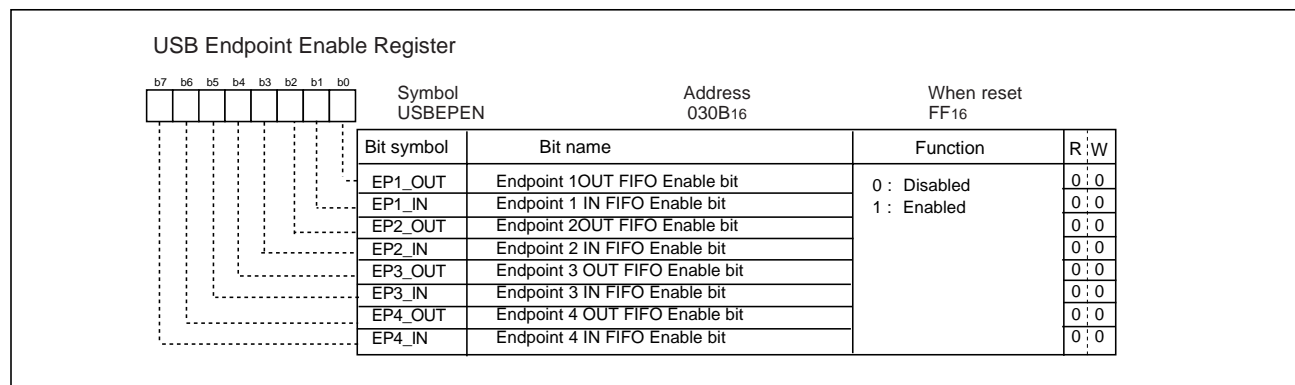 USB Endpoint Enable Register
b7 b6 b5 b4 b3 b2 b1 b0
Symbol Address When reset
USBEPEN 030B16 FF16
Bit symbol Bit name Function R W
EP1_OUT Endpoint 1OUT FIFO Enable bit 0 : Disabled 0 0
EP1_IN Endpoint 1 IN FIFO Enable bit 1 : Enabled 0 0
EP2_OUT Endpoint 2OUT FIFO Enable bit 0 0
EP2_IN Endpoint 2 IN FIFO Enable bit 0 0
EP3_OUT Endpoint 3 OUT FIFO Enable bit 0 0
EP3_IN Endpoint 3 IN FIFO Enable bit 0 0
EP4_OUT Endpoint 4 OUT FIFO Enable bit 0 0
EP4_IN Endpoint 4 IN FIFO Enable bit 0 0